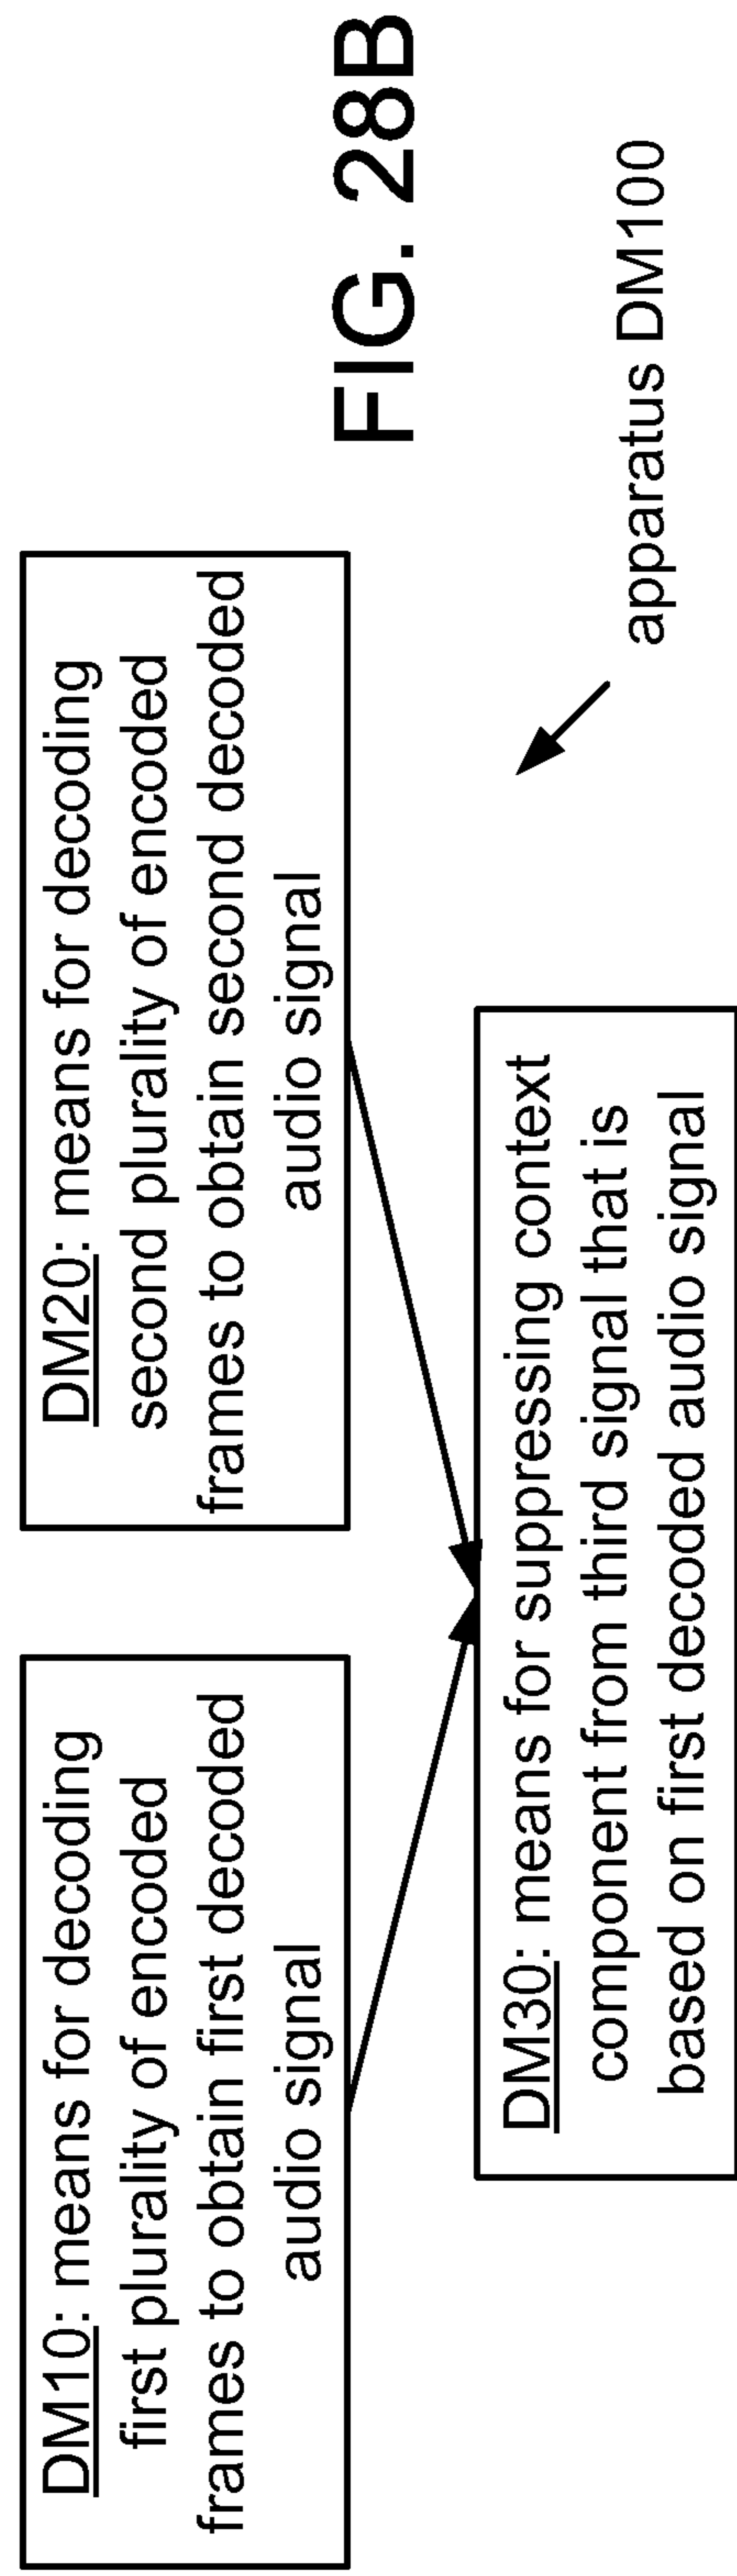 DM10: means for decoding
first plurality of encoded
frames to obtain first decoded
audio signal
DM20: means for decoding
second plurality of encoded
frames to obtain second decoded
audio signal
DM30: means for suppressing context
component from third signal that is
based on first decoded audio signal
FIG. 28B
apparatus DM100